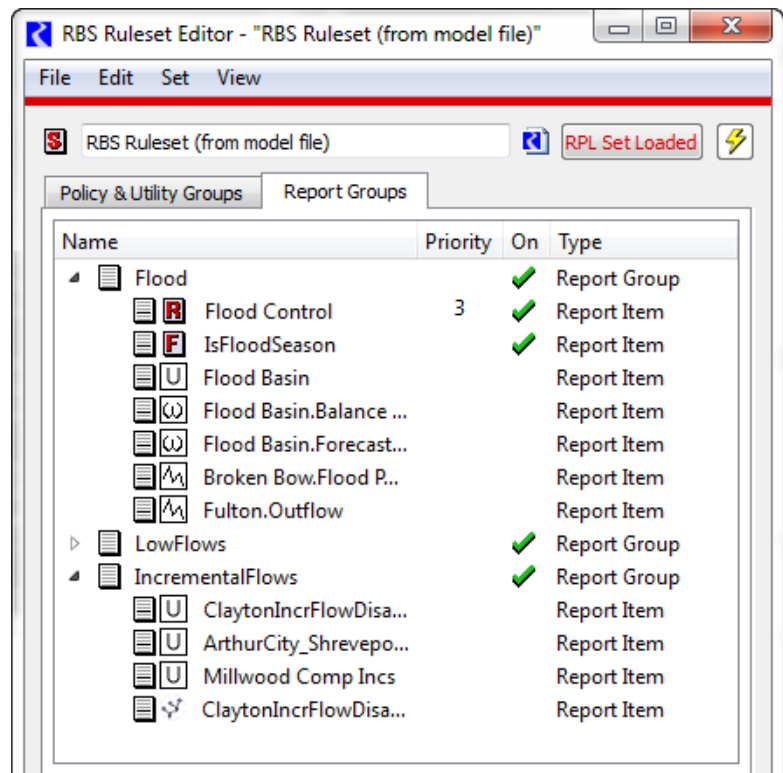 RBS Ruleset Editor - "RBS Ruleset (from model file)"
File Edit Set View
S RBS Ruleset (from model file) RPL Set Loaded
Policy & Utility Groups Report Groups
Name Priority On Type
Flood Report Group
R Flood Control 3 Report Item
F IsFloodSeason Report Item
U Flood Basin Report Item
ω Flood Basin.Balance ... Report Item
ω Flood Basin.Forecast... Report Item
Broken Bow.Flood P... Report Item
Fulton.Outflow Report Item
LowFlows Report Group
IncrementalFlows Report Group
U ClaytonIncrFlowDisa... Report Item
U ArthurCity_Shrevepo... Report Item
U Millwood Comp Incs Report Item
ClaytonIncrFlowDisa... Report Item